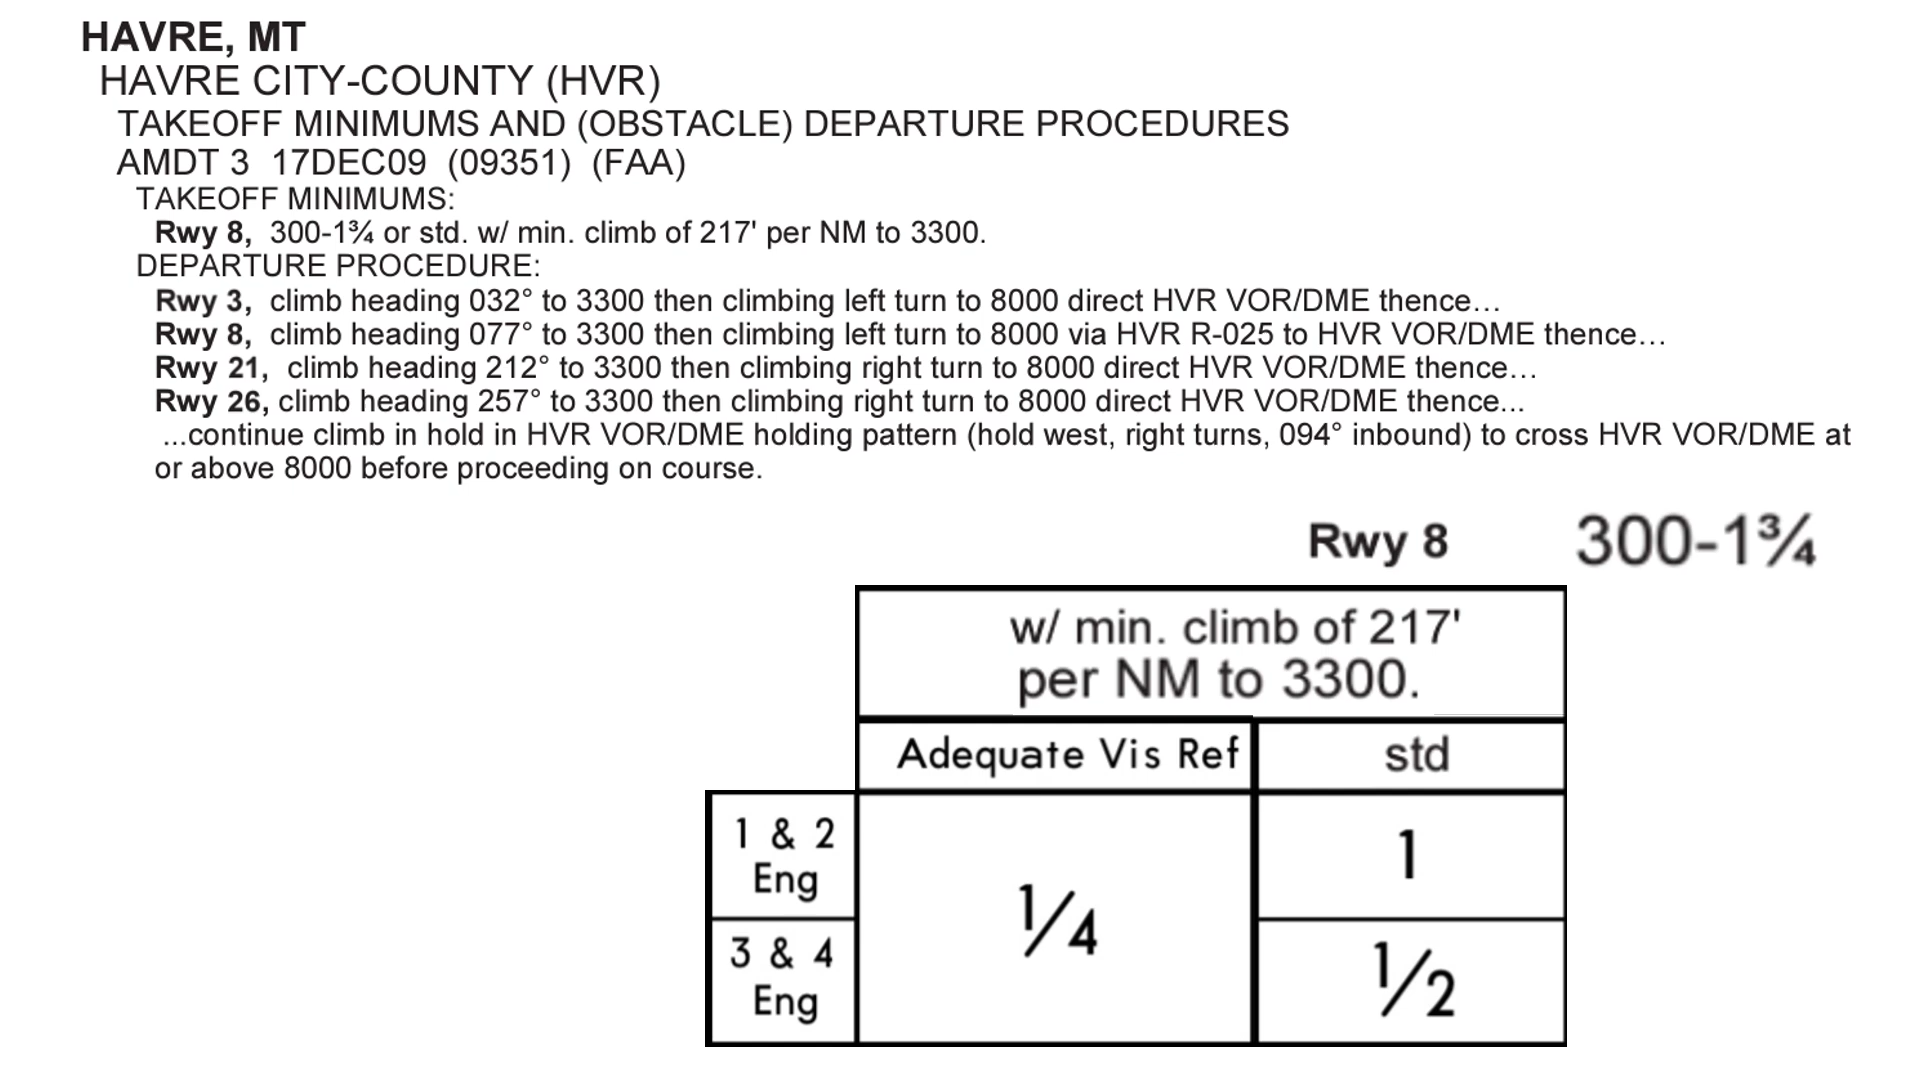 HAVRE, MT
HAVRE CITY-COUNTY (HVR)
TAKEOFF MINIMUMS AND (OBSTACLE) DEPARTURE PROCEDURES
AMDT 3 17DEC09 (09351) (FAA)
TAKEOFF MINIMUMS:
Rwy 8, 300-1¾ or std. w/ min. climb of 217' per NM to 3300.
DEPARTURE PROCEDURE:
Rwy 3, climb heading 032° to 3300 then climbing left turn to 8000 direct HVR VOR/DME thence…
Rwy 8, climb heading 077° to 3300 then climbing left turn to 8000 via HVR R-025 to HVR VOR/DME thence…
Rwy 21, climb heading 212° to 3300 then climbing right turn to 8000 direct HVR VOR/DME thence…
Rwy 26, climb heading 257° to 3300 then climbing right turn to 8000 direct HVR VOR/DME thence...
...continue climb in hold in HVR VOR/DME holding pattern (hold west, right turns, 094° inbound) to cross HVR VOR/DME at
or above 8000 before proceeding on course.
Rwy 8 300-1¾
w/ min. climb of 217'
per NM to 3300.
Adequate Vis Ref std
1 & 2
Eng
1
1/4
3 & 4
Eng
1/2